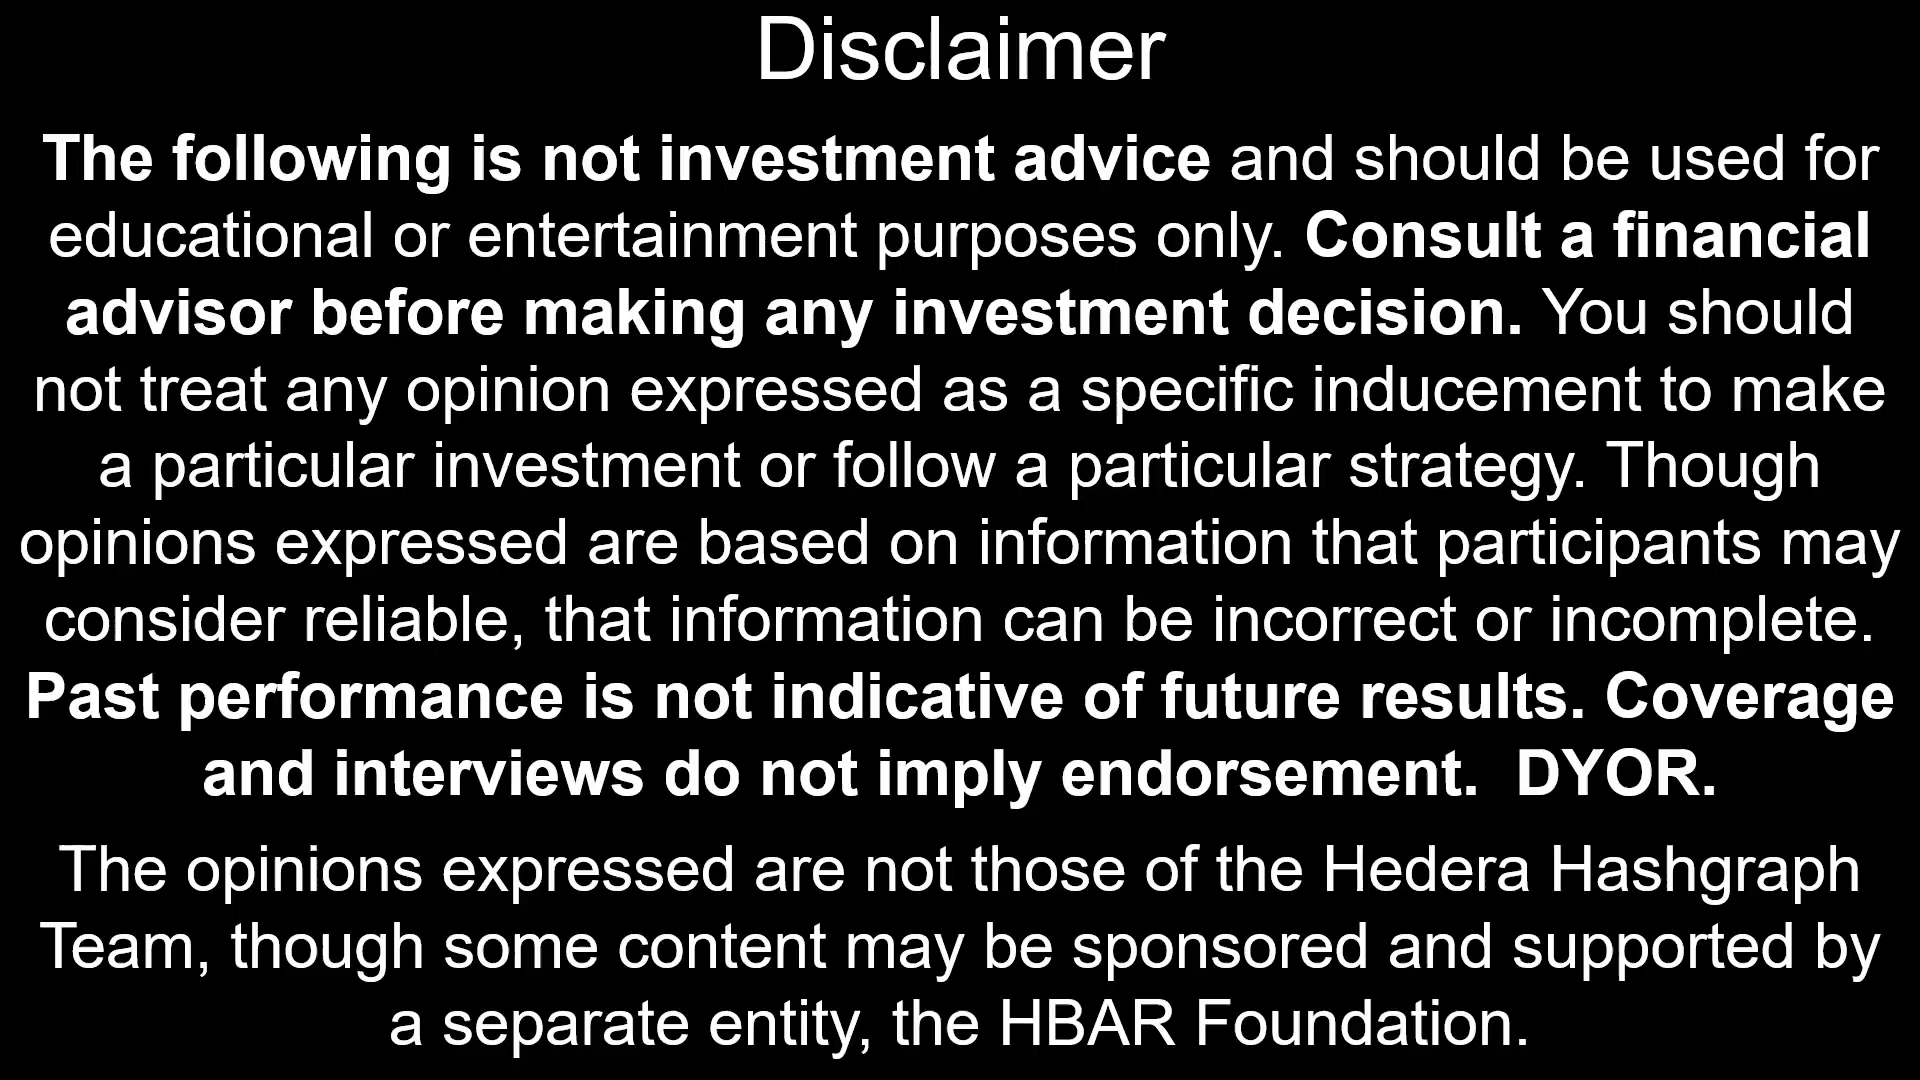 Disclaimer
The following is not investment advice and should be used for
educational or entertainment purposes only. Consult a financial
advisor before making any investment decision. You should
not treat any opinion expressed as a specific inducement to make
a particular investment or follow a particular strategy. Though
opinions expressed are based on information that participants may
consider reliable, that information can be incorrect or incomplete.
Past performance is not indicative of future results. Coverage
and interviews do not imply endorsement.  DYOR.
The opinions expressed are not those of the Hedera Hashgraph
Team, though some content may be sponsored and supported by
a separate entity, the HBAR Foundation.